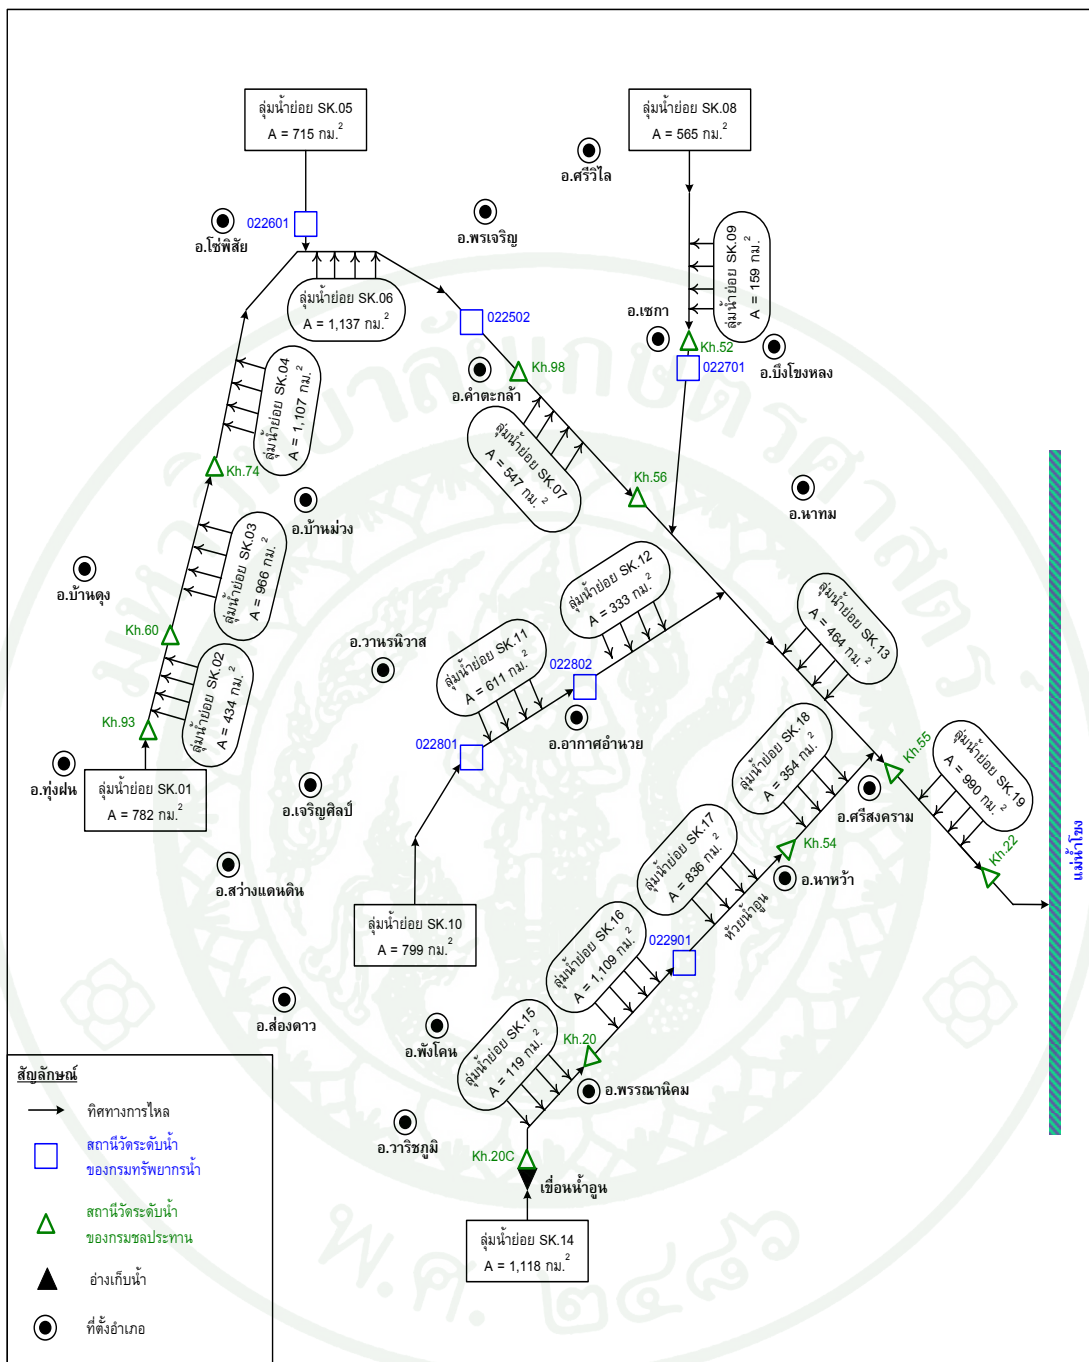 ลุ่มน้ำย่อย SK.05
A = 715 กม.²
ลุ่มน้ำย่อย SK.08
A = 565 กม.²
อ.ศรีวิไล
022601
อ.โซ่พิสัย
อ.พรเจริญ
ลุ่มน้ำย่อย SK.09
A = 159 กม.²
ลุ่มน้ำย่อย SK.06
A = 1,137 กม.²
022502
อ.เซกา
Kh.52
022701
อ.บึงโขงหลง
Kh.98
อ.คำตะกล้า
ลุ่มน้ำย่อย SK.04
A = 1,107 กม.²
Kh.74
ลุ่มน้ำย่อย SK.07
A = 547 กม.²
Kh.56
อ.นาทม
อ.บ้านม่วง
ลุ่มน้ำย่อย SK.03
A = 966 กม.²
อ.บ้านดุง
ลุ่มน้ำย่อย SK.12
A = 333 กม.²
Kh.60
อ.วานรนิวาส
ลุ่มน้ำย่อย SK.11
A = 611 กม.²
022802
ลุ่มน้ำย่อย SK.13
A = 464 กม.²
ลุ่มน้ำย่อย SK.02
A = 434 กม.²
Kh.93
อ.อากาศอำนวย
022801
ลุ่มน้ำย่อย SK.18
A = 354 กม.²
Kh.55
ลุ่มน้ำย่อย SK.19
A = 990 กม.²
อ.ทุ่งฝน
ลุ่มน้ำย่อย SK.01
A = 782 กม.²
อ.เจริญศิลป์
อ.ศรีสงคราม
แม่น้ำโขง
ลุ่มน้ำย่อย SK.17
A = 836 กม.²
Kh.54
Kh.22
อ.สว่างแดนดิน
อ.นาหว้า
ห้วยน้ำอูน
ลุ่มน้ำย่อย SK.10
A = 799 กม.²
ลุ่มน้ำย่อย SK.16
A = 1,109 กม.²
022901
อ.ส่องดาว
อ.พังโคน
ลุ่มน้ำย่อย SK.15
A = 119 กม.²
Kh.20
อ.พรรณานิคม
อ.วาริชภูมิ
Kh.20C
เขื่อนน้ำอูน
ลุ่มน้ำย่อย SK.14
A = 1,118 กม.²
สัญลักษณ์
ทิศทางการไหล
สถานีวัดระดับน้ำ
ของกรมทรัพยากรน้ำ
สถานีวัดระดับน้ำ
ของกรมชลประทาน
อ่างเก็บน้ำ
ที่ตั้งอำเภอ
มหาวิทยาลัยเกษตรศาสตร์
พ.ศ. ๒๔๘๖